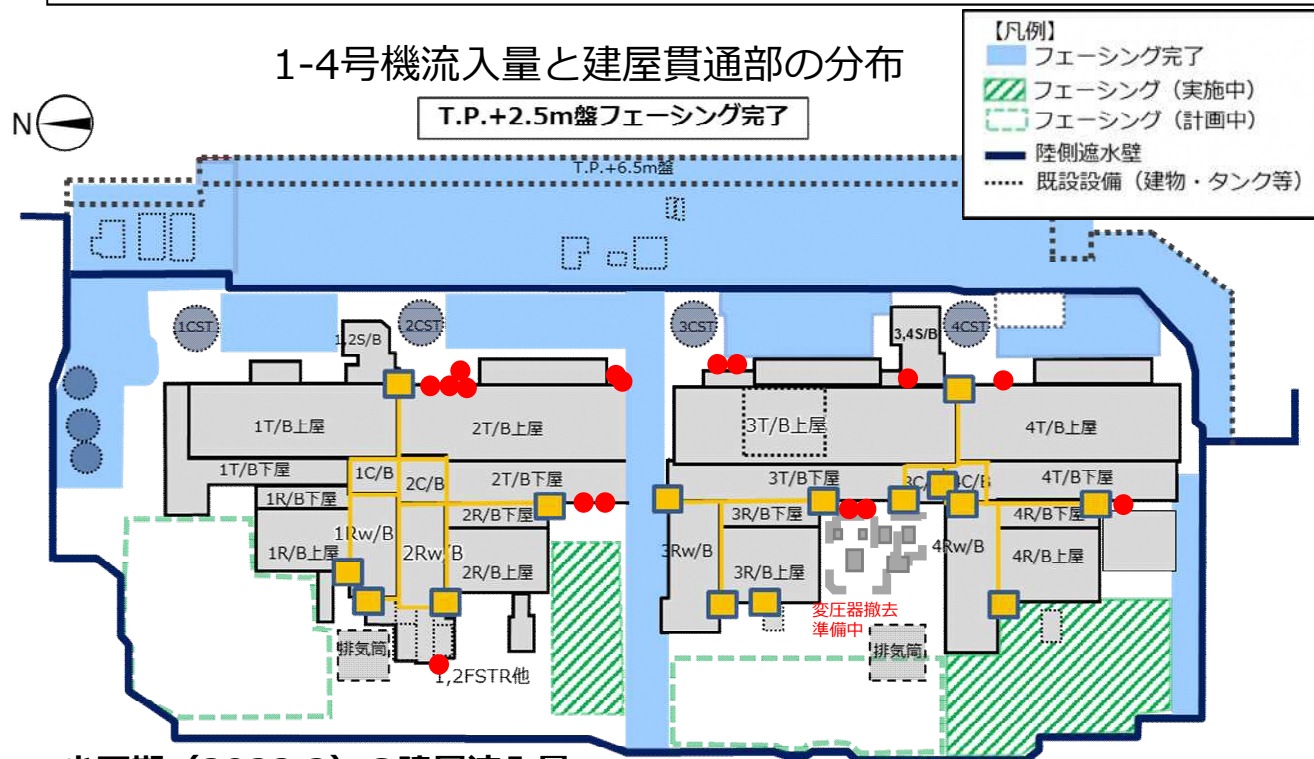 1-4号機流入量と建屋貫通部の分布
【凡例】
フェーシング完了
フェーシング（実施中）
フェーシング（計画中）
陸側遮水壁
既設設備（建物・タンク等）
T.P.+2.5m盤フェーシング完了
N
T.P.+6.5m盤
1CST
2CST
3CST
4CST
1,2S/B
3,4S/B
1T/B上屋
2T/B上屋
3T/B上屋
4T/B上屋
1T/B下屋
1C/B
2C/B
2T/B下屋
3T/B下屋
4T/B下屋
1R/B下屋
2R/B下屋
3R/B下屋
4R/B下屋
1Rw/B
2Rw/B
3Rw/B
4Rw/B
1R/B上屋
2R/B上屋
3R/B上屋
4R/B上屋
変圧器撤去
準備中
排気筒
排気筒
1,2FSTR他